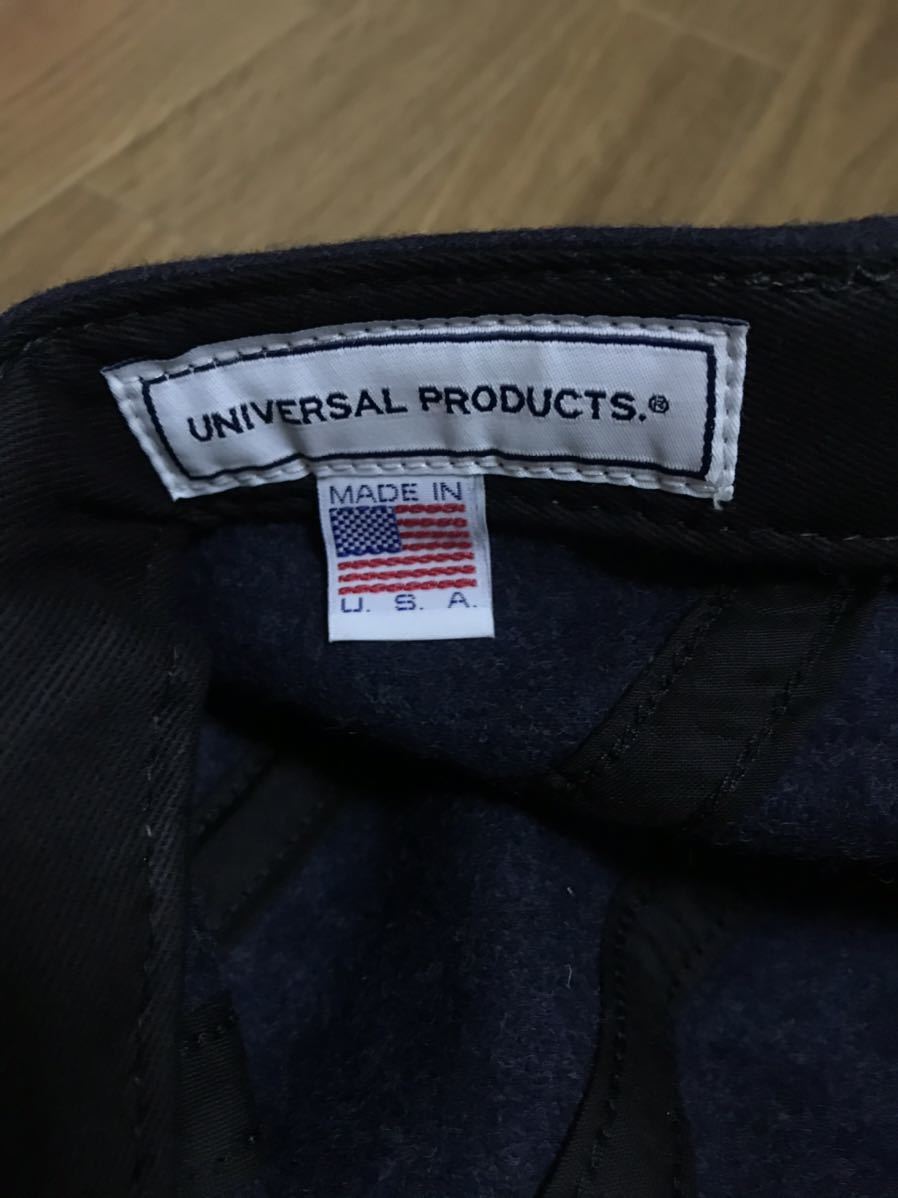 UNIVERSAL PRODUCTS.®
MADE IN
U. S. A.